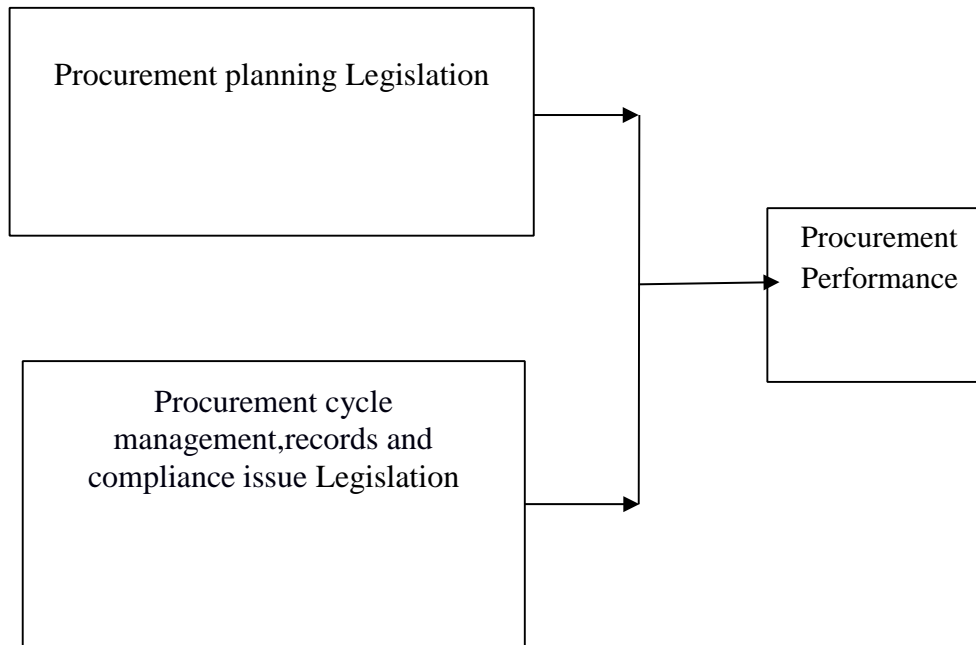 Procurement planning Legislation
Procurement
Performance
Procurement cycle
management,records and
compliance issue Legislation